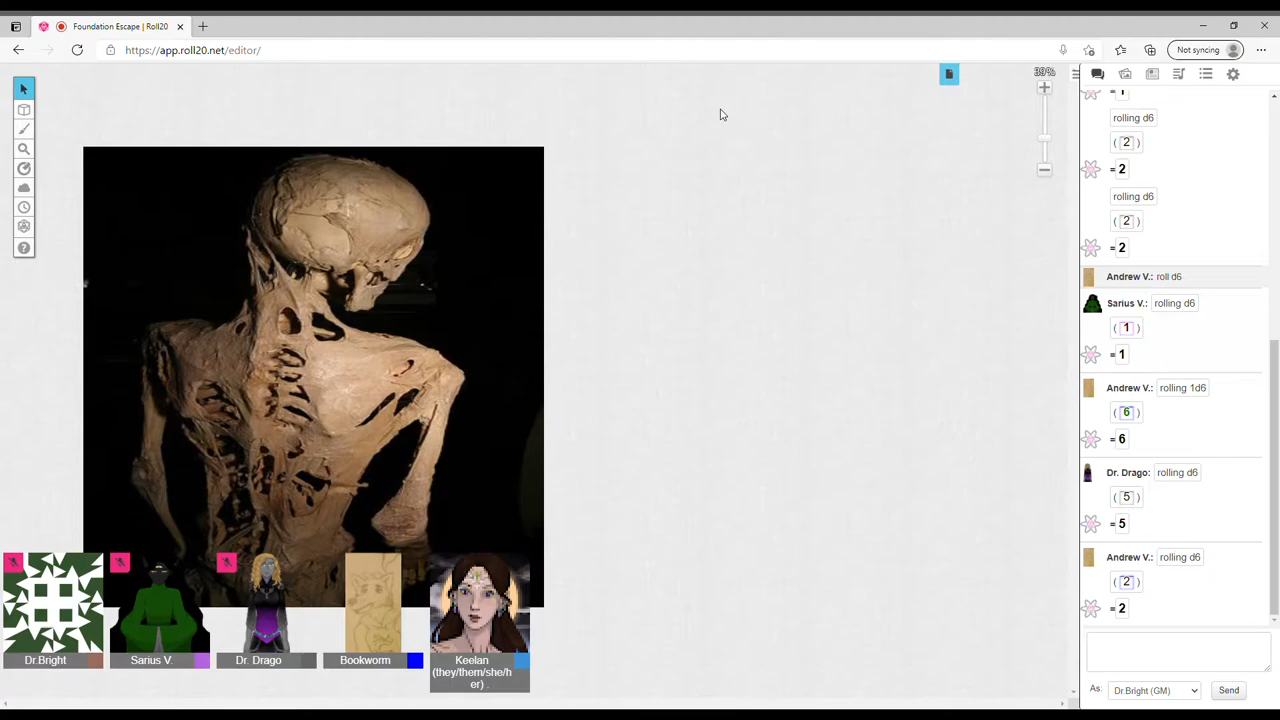 Foundation Escape | Roll20
https://app.roll20.net/editor/
Not syncing
39%
rolling d6
(2)
=2
rolling d6
(2)
=2
Andrew V.: roll d6
Sarius V.: rolling d6
(1)
=1
Andrew V.: rolling 1d6
(6)
=6
Dr. Drago: rolling d6
(5)
=5
Andrew V.: rolling d6
(2)
=2
Dr.Bright
Sarius V.
Dr. Drago
Bookworm
Keelan
(they/them/she/h
er) .
As:
Dr.Bright (GM)
Send